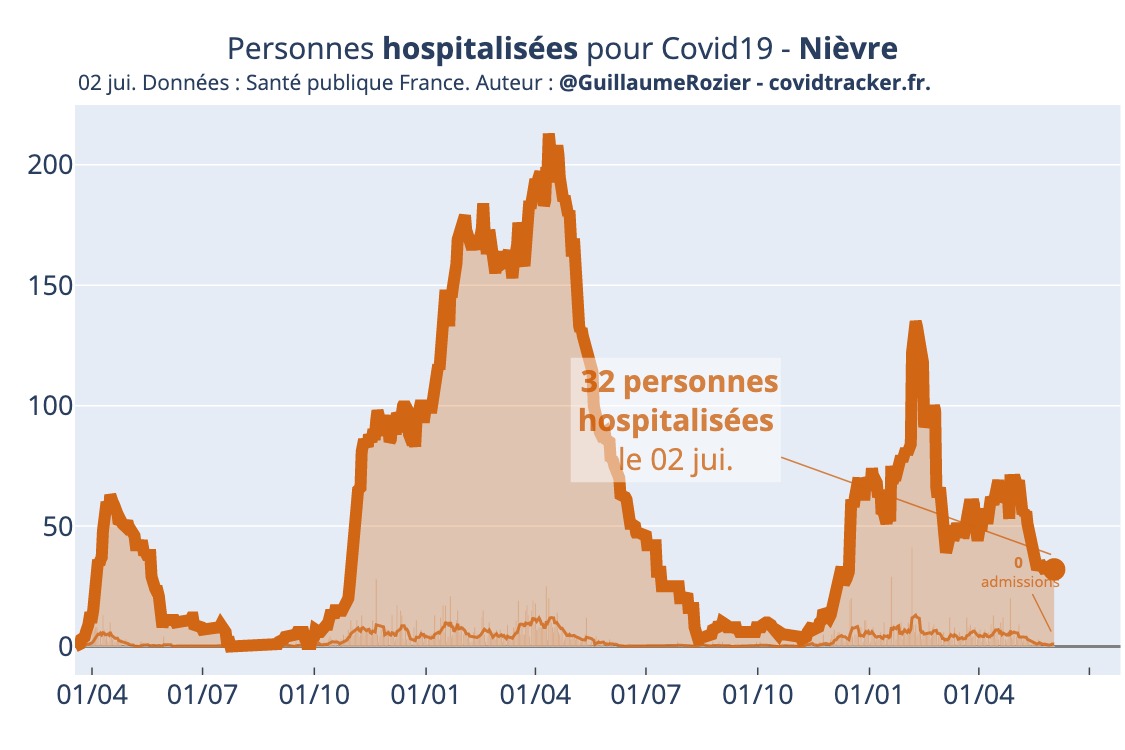 Personnes hospitalisées pour Covid19 - Nièvre
02 jui. Données : Santé publique France. Auteur : @GuillaumeRozier - covidtracker.fr.
200
150
100
50
0
32 personnes
hospitalisées
le 02 jui.
0
admissions
01/04 01/07 01/10 01/01 01/04 01/07 01/10 01/01 01/04